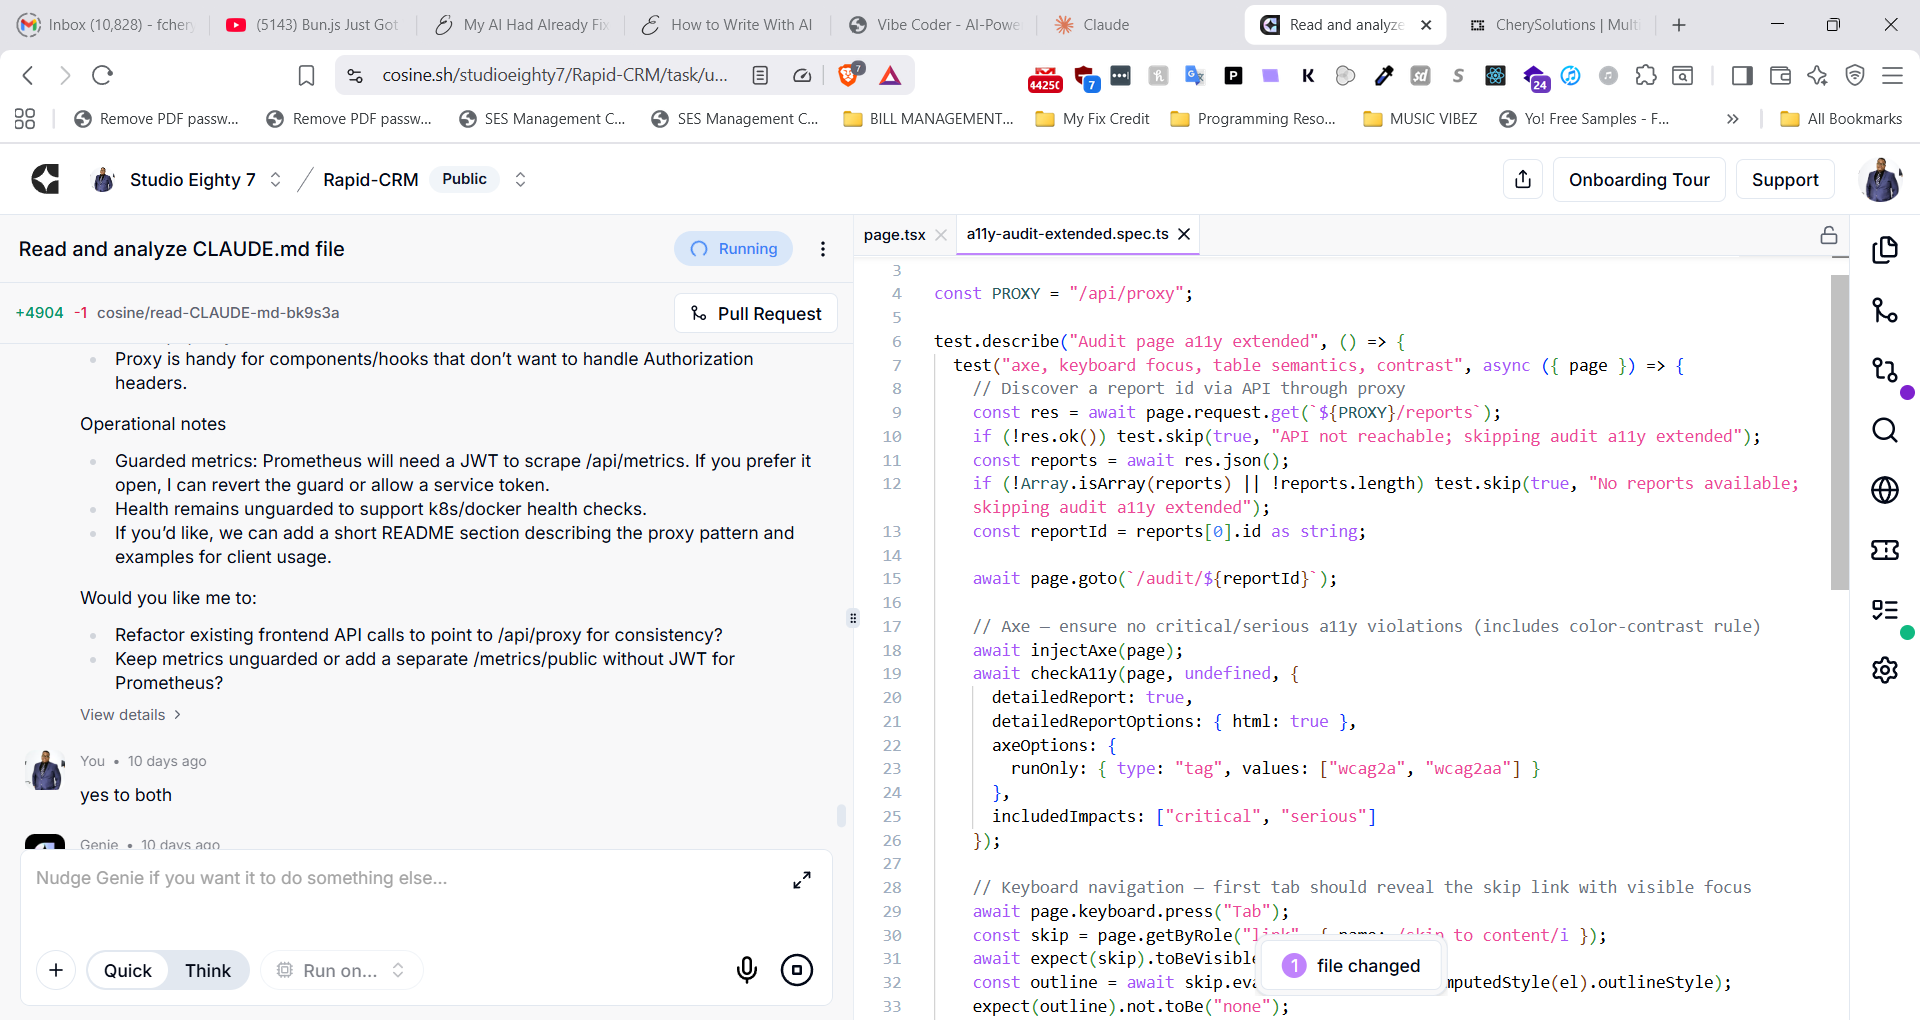 Inbox (10,828) - fchery
(5143) Bun.js Just Got
My AI Had Already Fix
How to Write With AI
Vibe Coder - AI-Powe
Claude
Read and analyze
CherySolutions | Multi
cosine.sh/studioeighty7/Rapid-CRM/task/u...
7
4425(
7
24
Remove PDF passw...
Remove PDF passw...
SES Management C...
SES Management C...
BILL MANAGEMENT...
My Fix Credit
Programming Reso...
MUSIC VIBEZ
Yo! Free Samples - F...
All Bookmarks
Studio Eighty 7
Rapid-CRM
Public
Onboarding Tour
Support
Read and analyze CLAUDE.md file
Running
+4904 -1 cosine/read-CLAUDE-md-bk9s3a
Pull Request
Proxy is handy for components/hooks that don’t want to handle Authorization
headers.
Operational notes
Guarded metrics: Prometheus will need a JWT to scrape /api/metrics. If you prefer it
open, I can revert the guard or allow a service token.
Health remains unguarded to support k8s/docker health checks.
If you’d like, we can add a short README section describing the proxy pattern and
examples for client usage.
Would you like me to:
Refactor existing frontend API calls to point to /api/proxy for consistency?
Keep metrics unguarded or add a separate /metrics/public without JWT for
Prometheus?
View details
You • 10 days ago
yes to both
Genie • 10 days ago
Nudge Genie if you want it to do something else...
Quick
Think
Run on...
page.tsx
a11y-audit-extended.spec.ts
3
4 const PROXY = "/api/proxy";
5
6 test.describe("Audit page a11y extended", () => {
7 test("axe, keyboard focus, table semantics, contrast", async ({ page }) => {
8 // Discover a report id via API through proxy
9 const res = await page.request.get(`${PROXY}/reports`);
10 if (!res.ok()) test.skip(true, "API not reachable; skipping audit a11y extended");
11 const reports = await res.json();
12 if (!Array.isArray(reports) || !reports.length) test.skip(true, "No reports available;
skipping audit a11y extended");
13 const reportId = reports[0].id as string;
14
15 await page.goto(`/audit/${reportId}`);
16
17 // Axe — ensure no critical/serious a11y violations (includes color-contrast rule)
18 await injectAxe(page);
19 await checkA11y(page, undefined, {
20 detailedReport: true,
21 detailedReportOptions: { html: true },
22 axeOptions: {
23 runOnly: { type: "tag", values: ["wcag2a", "wcag2aa"] }
24 },
25 includedImpacts: ["critical", "serious"]
26 });
27
28 // Keyboard navigation — first tab should reveal the skip link with visible focus
29 await page.keyboard.press("Tab");
30 const skip = page.getByRole("link", { name: /skip to content/i });
31 await expect(skip).toBeVisible
32 const outline = await skip.eva mputedStyle(el).outlineStyle);
33 expect(outline).not.toBe("none");
1 file changed